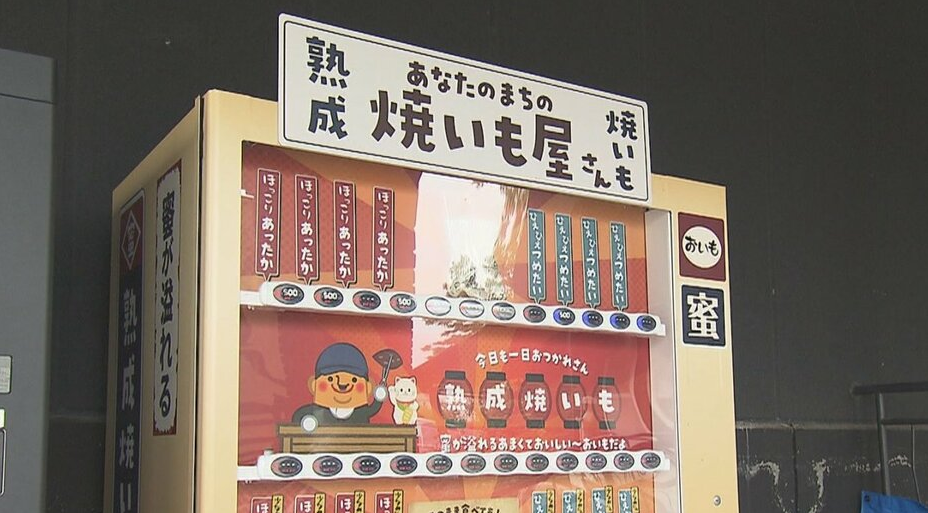 熟成
あなたのまちの
焼いも屋さん
焼いも
蜜が溢れる
熟成焼い
ほっこりあったか
ほっこりあったか
ほっこりあったか
ほっこりあったか
ひえひえつめたい
ひえひえつめたい
ひえひえつめたい
ひえひえつめたい
500
500
500
500
おいも
蜜
今日も一日おつかれさん
熟成焼いも
蜜が溢れるあまくておいしい〜おいもだよ